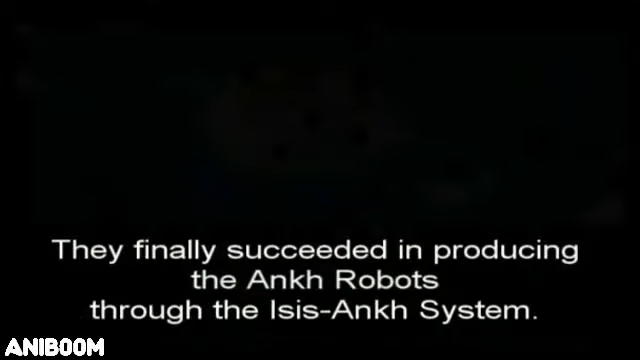 They finally succeeded in producing
the Ankh Robots
through the Isis-Ankh System.
ANIBOOM